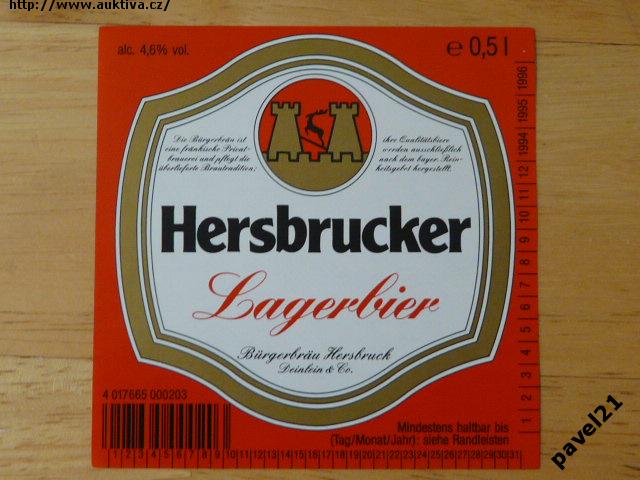 http://www.auktiva.cz/
alc. 4,6% vol.
e 0,5 l
Die Bürgerbräu ist
eine fränkische Privat-
brauerei und pflegt die
überlieferte Brautradition;
ihre Qualitätsbiere
werden ausschließlich
nach dem bayer. Rein-
heitsgebot hergestellt.
Hersbrucker
Lagerbier
Bürgerbräu Hersbruck
Deinlein & Co.
4 017665 000203
Mindestens haltbar bis
(Tag/Monat/Jahr): siehe Randleisten
1 2 3 4 5 6 7 8 9 10 11 12 13 14 15 16 17 18 19 20 21 22 23 24 25 26 27 28 29 30 31
1 2 3 4 5 6 7 8 9 10 11 12 1994 1995 1996
pavel21